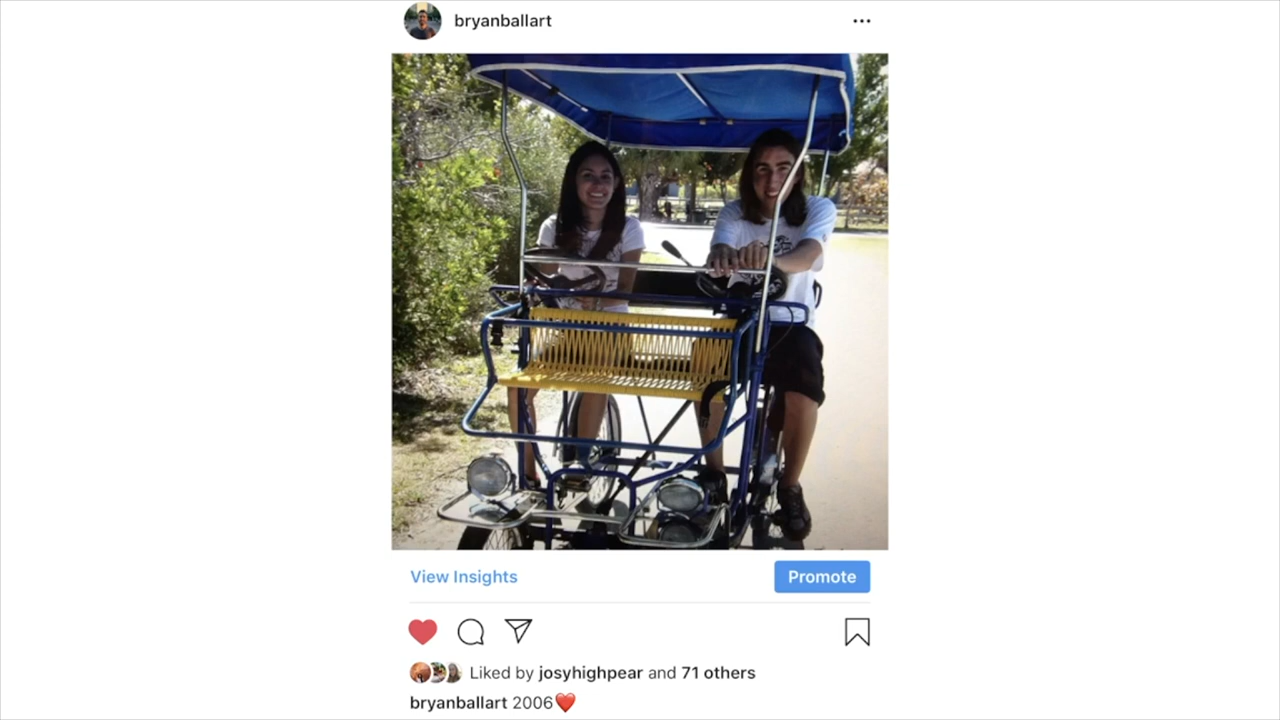 bryanballart
View Insights
Promote
Liked by josyhighpear and 71 others
bryanballart 2006❤️